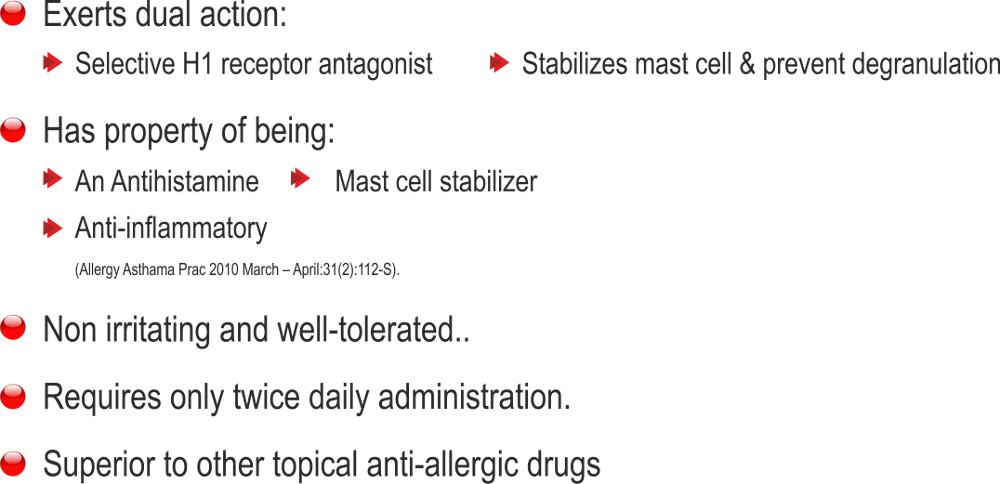 Exerts dual action:
Selective H1 receptor antagonist Stabilizes mast cell & prevent degranulation
Has property of being:
An Antihistamine Mast cell stabilizer
Anti-inflammatory
(Allergy Asthama Prac 2010 March – April:31(2):112-S).
Non irritating and well-tolerated..
Requires only twice daily administration.
Superior to other topical anti-allergic drugs